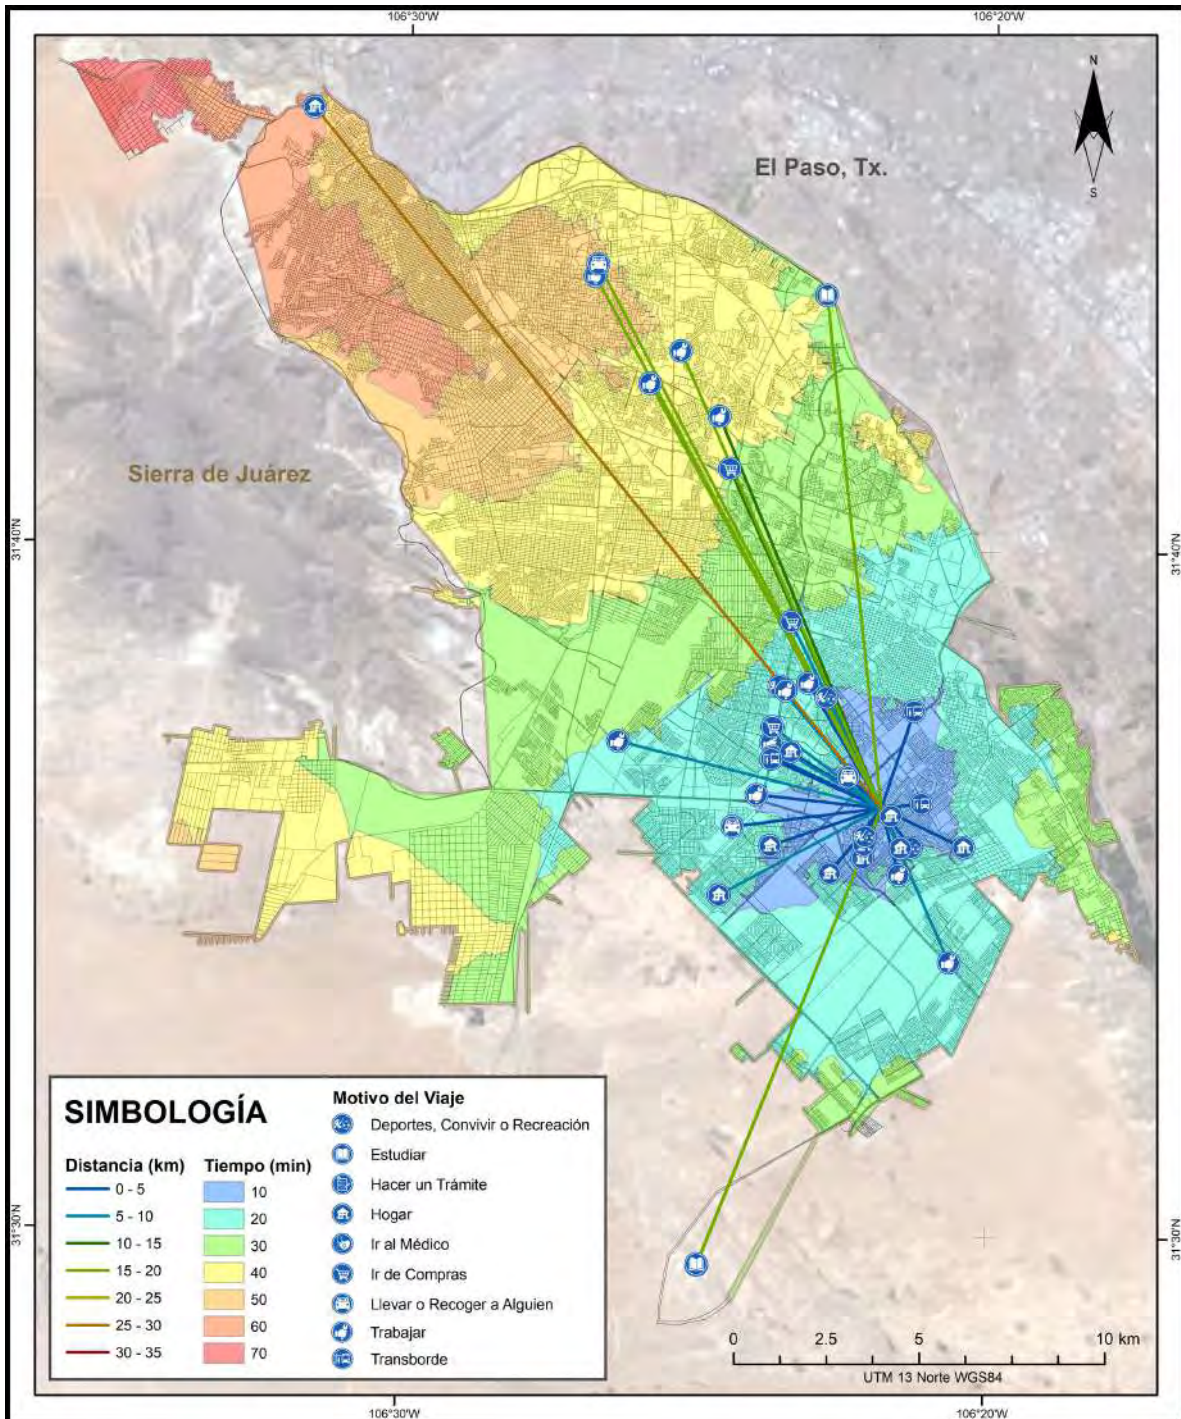 106°30'W
106°20'W
N
S
El Paso, Tx.
Sierra de Juárez
31°40'N
31°40'N
SIMBOLOGÍA
Distancia (km)
0 - 5
5 - 10
10 - 15
15 - 20
20 - 25
25 - 30
30 - 35
Tiempo (min)
10
20
30
40
50
60
70
Motivo del Viaje
Deportes, Convivir o Recreación
Estudiar
Hacer un Trámite
Hogar
Ir al Médico
Ir de Compras
Llevar o Recoger a Alguien
Trabajar
Transborde
31°30'N
31°30'N
0 2.5 5 10 km
UTM 13 Norte WGS84
106°30'W
106°20'W